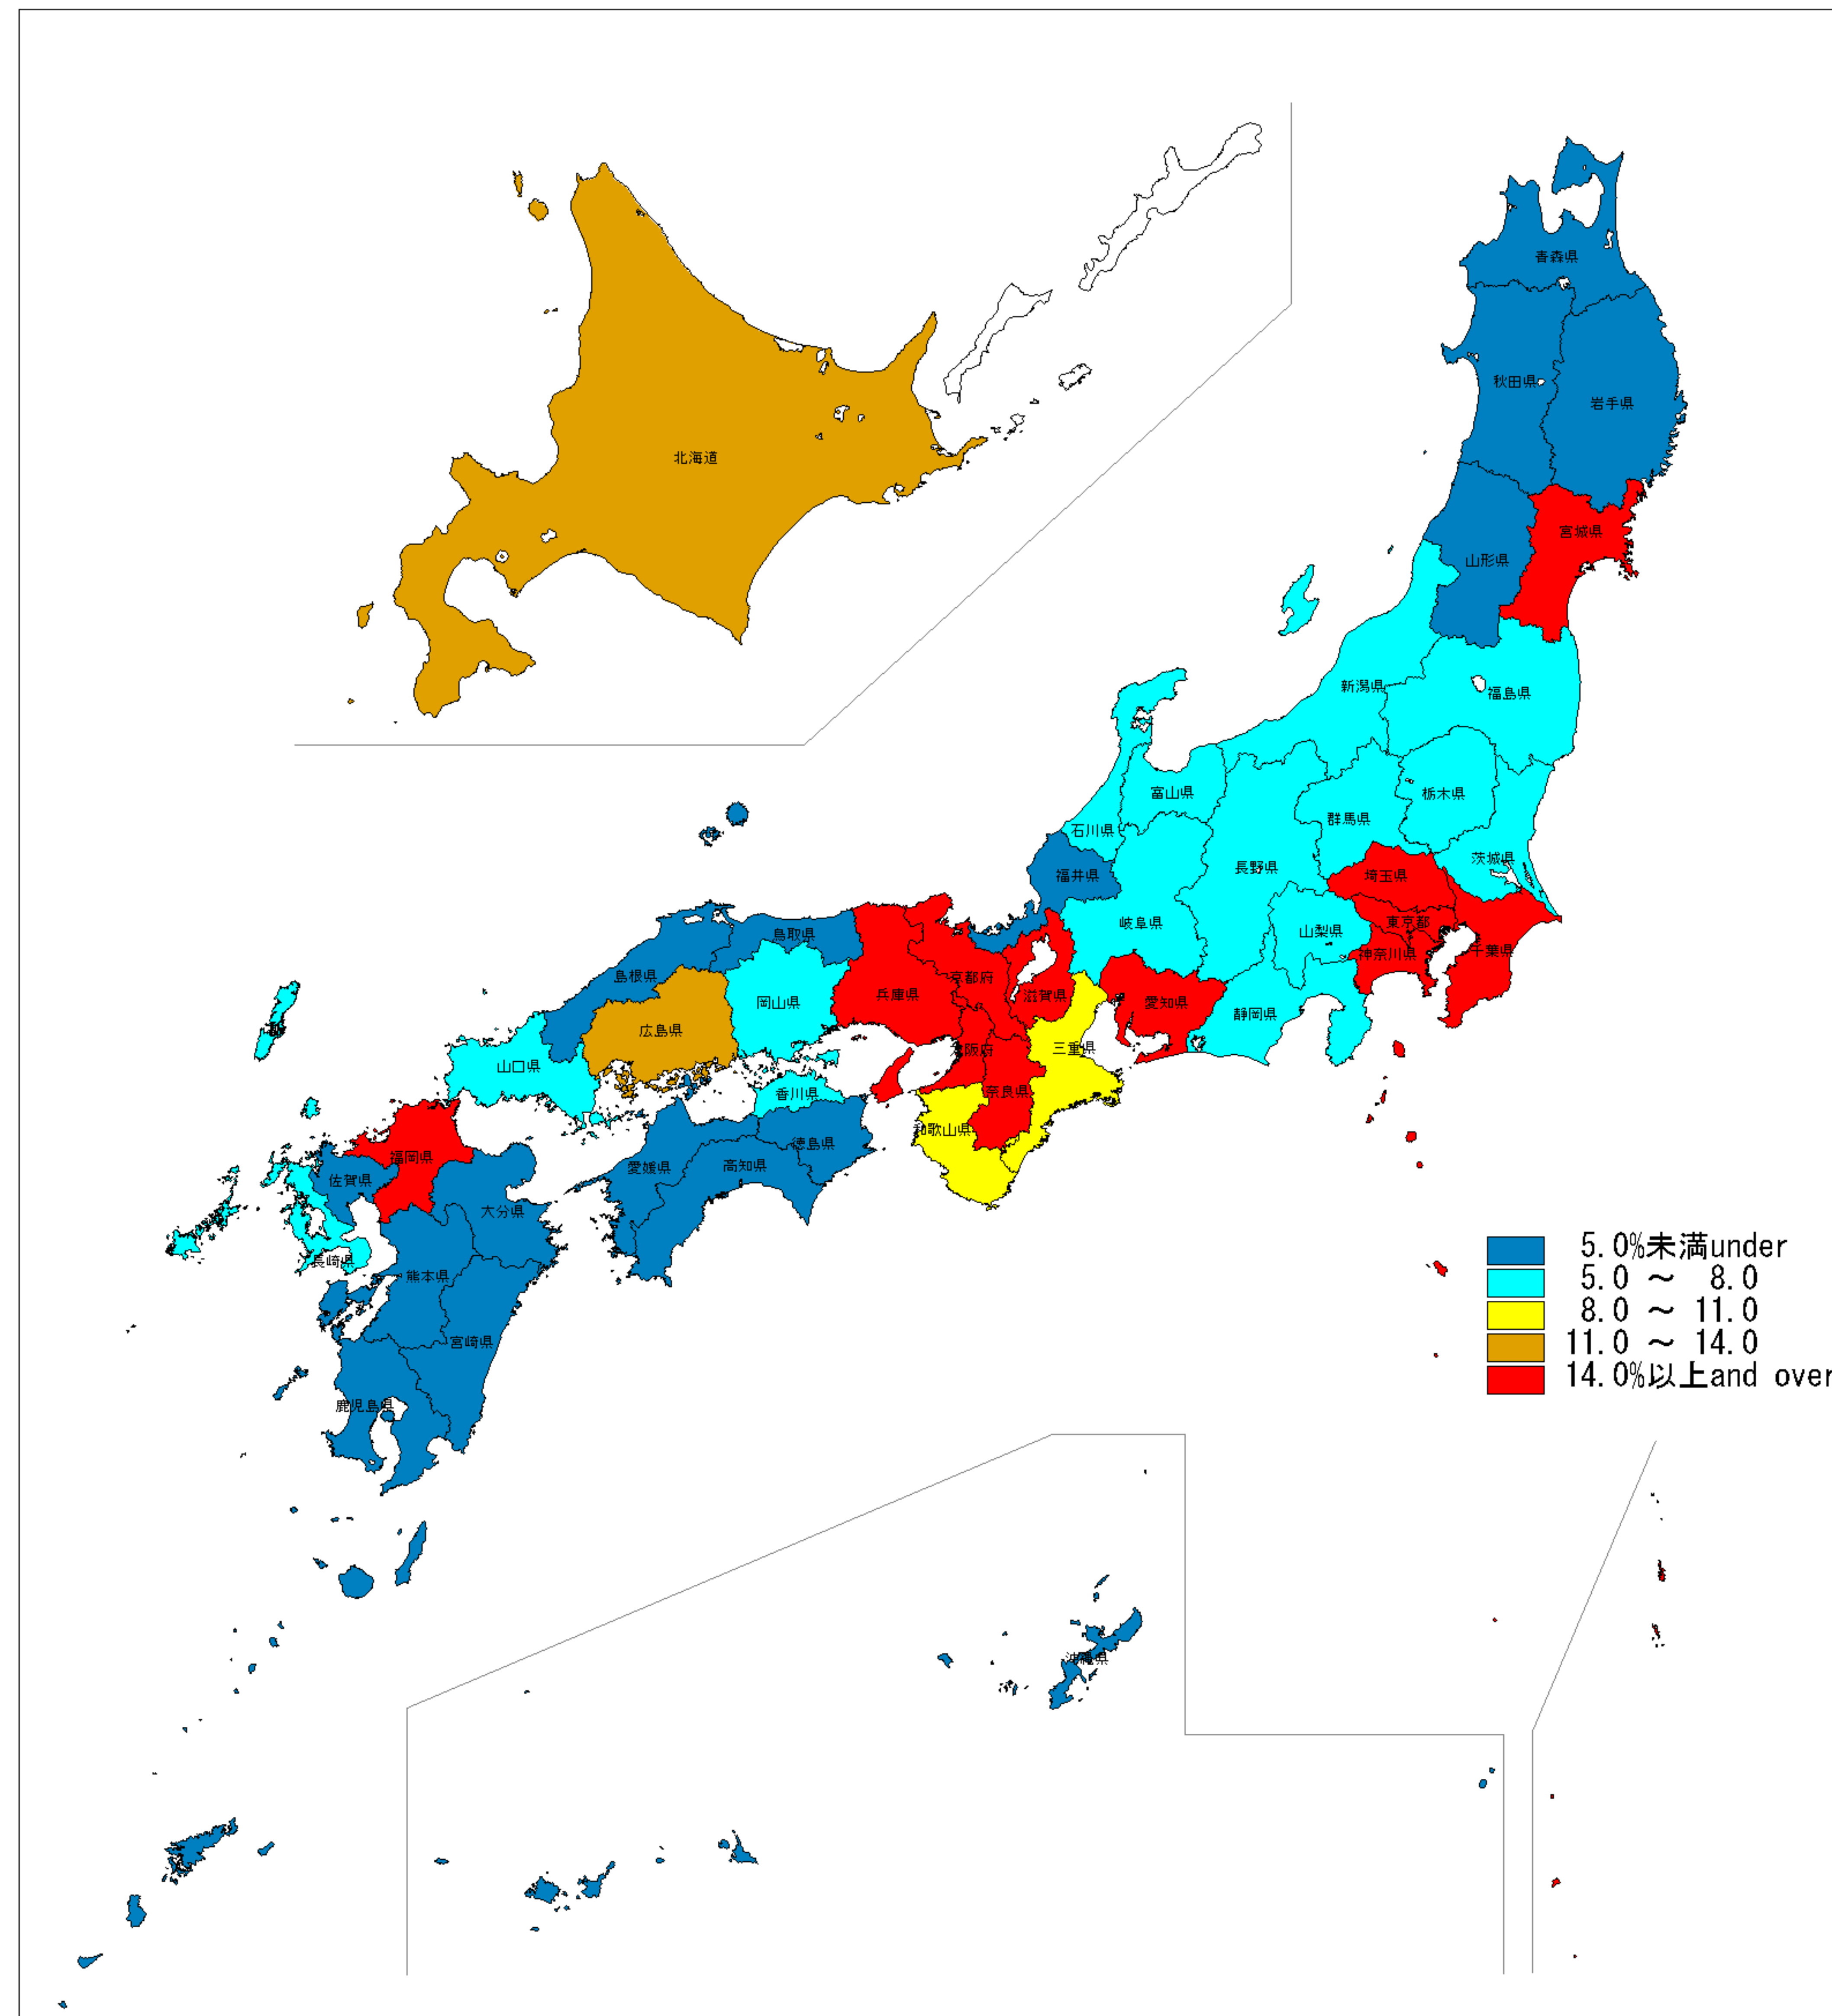 青森県
秋田県
岩手県
北海道
宮城県
山形県
新潟県
福島県
富山県
栃木県
群馬県
石川県
茨城県
長野県
福井県
埼玉県
岐阜県
東京都
山梨県
鳥取県
神奈川県
千葉県
島根県
京都府
兵庫県
滋賀県
岡山県
愛知県
静岡県
広島県
三重県
阪府
山口県
香川県
奈良県
和歌山県
徳島県
福岡県
高知県
愛媛県
佐賀県
大分県
長崎県
熊本県
宮崎県
鹿児島県
沖縄県
5.0%未満under
5.0 ～ 8.0
8.0 ～ 11.0
11.0 ～ 14.0
14.0%以上and over